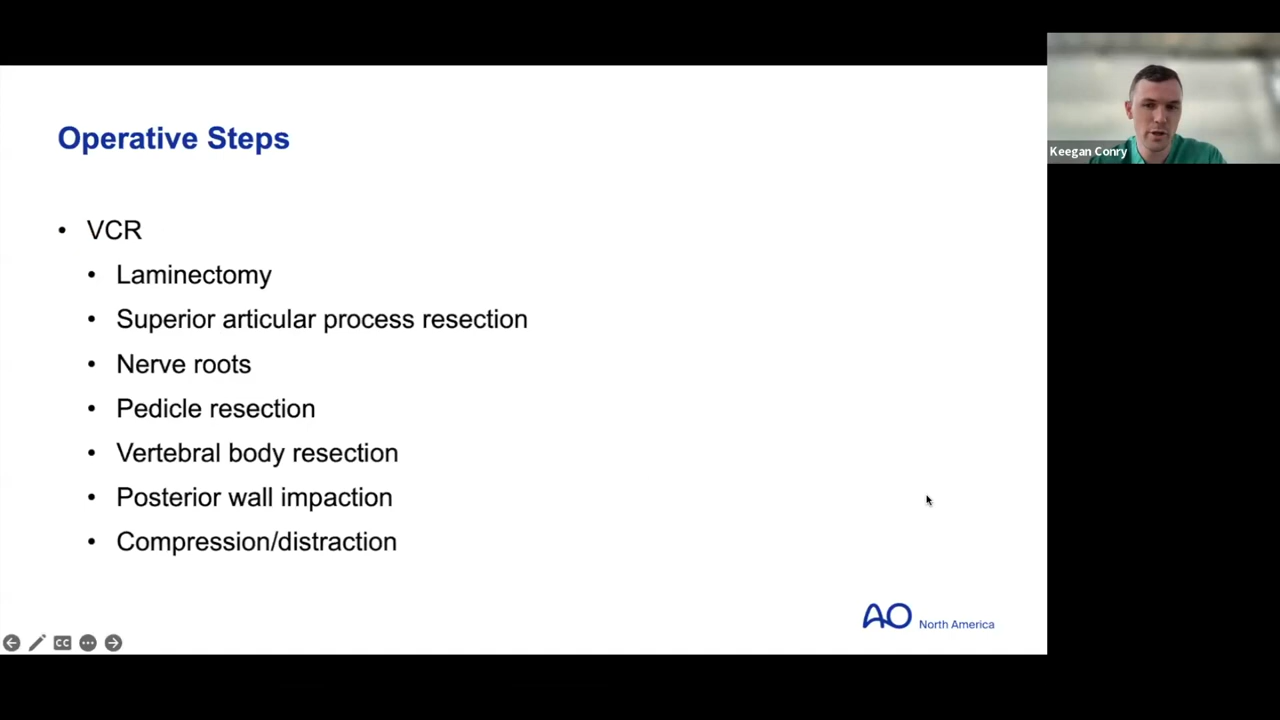 Operative Steps
Keegan Conry
• VCR
• Laminectomy
• Superior articular process resection
• Nerve roots
• Pedicle resection
• Vertebral body resection
• Posterior wall impaction
• Compression/distraction
AO North America
CC